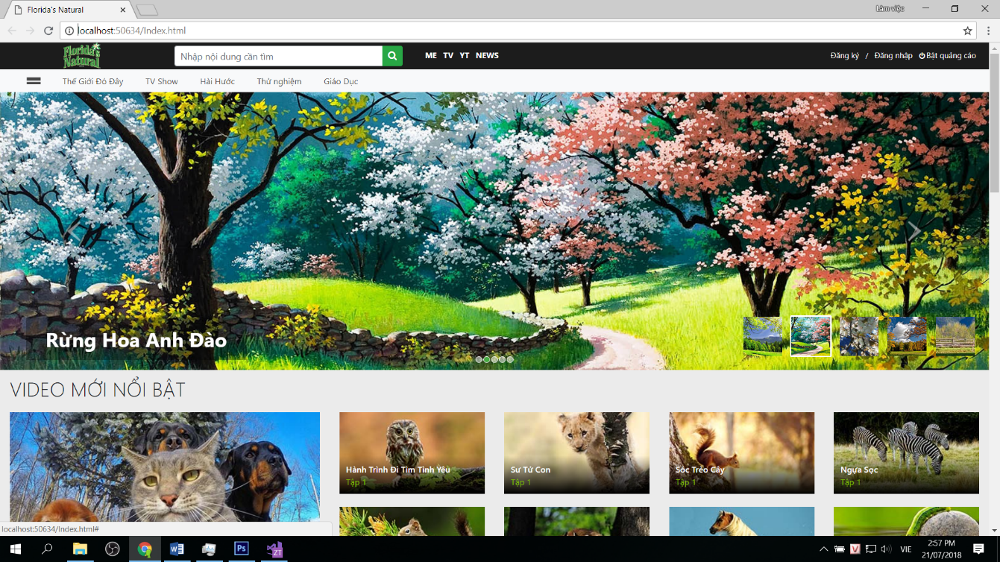 Florida's Natural
Làm việc
localhost:50634/Index.html
Florida's Natural
Nhập nội dung cần tìm
ME TV YT NEWS
Đăng ký / Đăng nhập Bật quảng cáo
Thế Giới Đó Đây TV Show Hài Hước Thử nghiệm Giáo Dục
Rừng Hoa Anh Đào
VIDEO MỚI NỔI BẬT
Hành Trình Đi Tìm Tình Yêu
Tập 1
Sư Tử Con
Tập 1
Sóc Trèo Cây
Tập 1
Ngựa Sọc
Tập 1
localhost:50634/Index.html#
Ps
ZT
V
VIE
2:57 PM
21/07/2018